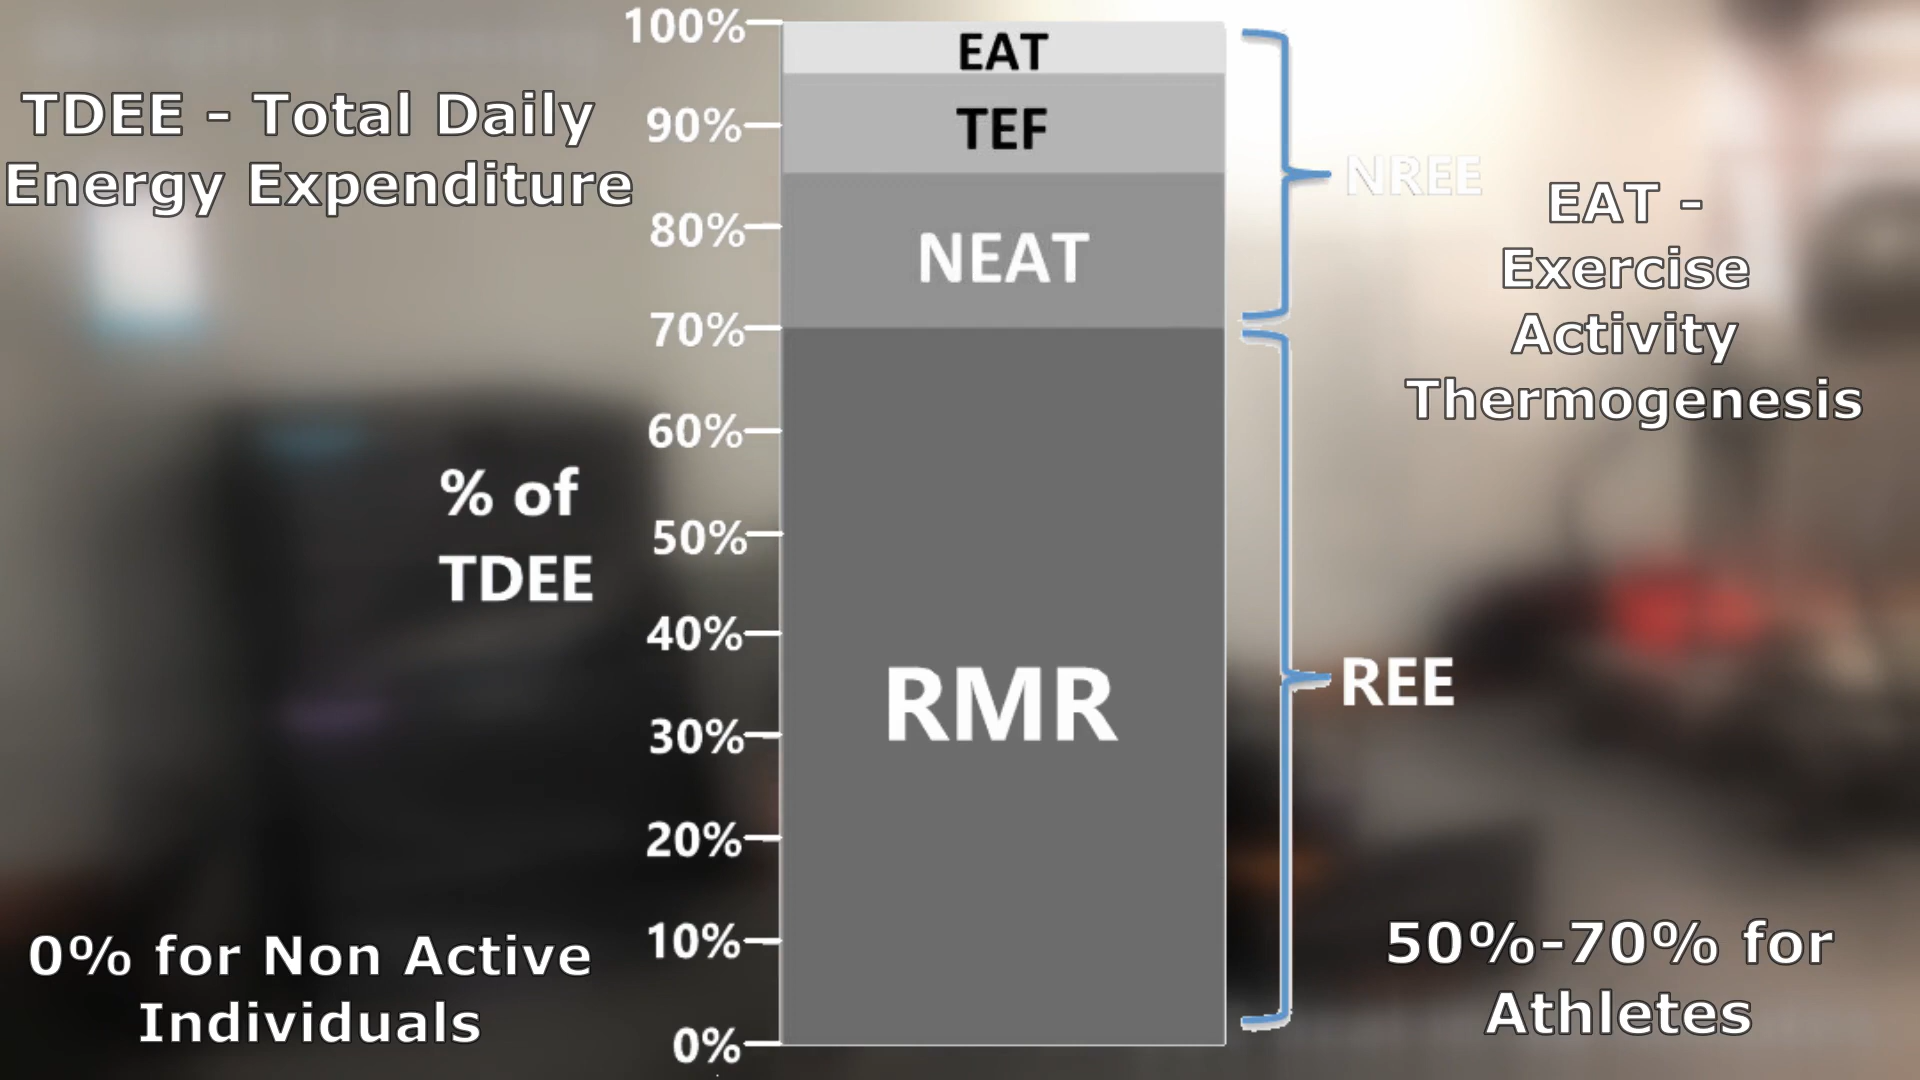 TDEE - Total Daily
Energy Expenditure
% of
TDEE
0% for Non Active
Individuals
100%
90%
80%
70%
60%
50%
40%
30%
20%
10%
0%
EAT
TEF
NEAT
RMR
NREE
REE
EAT -
Exercise
Activity
Thermogenesis
50%-70% for
Athletes